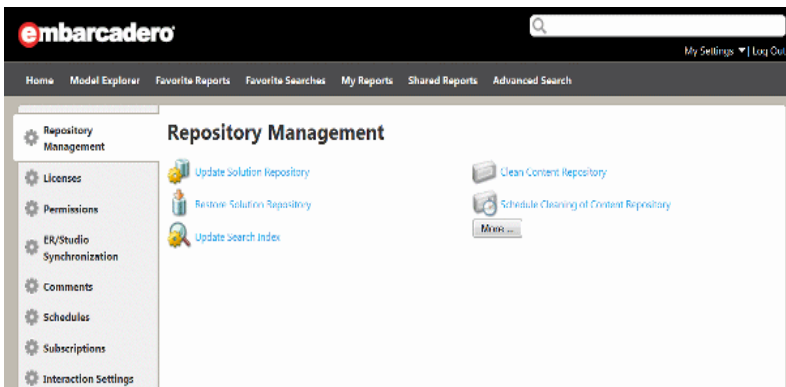 embarcadero
My Settings ▼ | Log Out
Home Model Explorer Favorite Reports Favorite Searches My Reports Shared Reports Advanced Search
Repository
Management
Licenses
Permissions
ER/Studio
Synchronization
Comments
Schedules
Subscriptions
Interaction Settings
Repository Management
Update Solution Repository
Clean Content Repository
Restore Solution Repository
Schedule Cleaning of Content Repository
Update Search Index
More ...